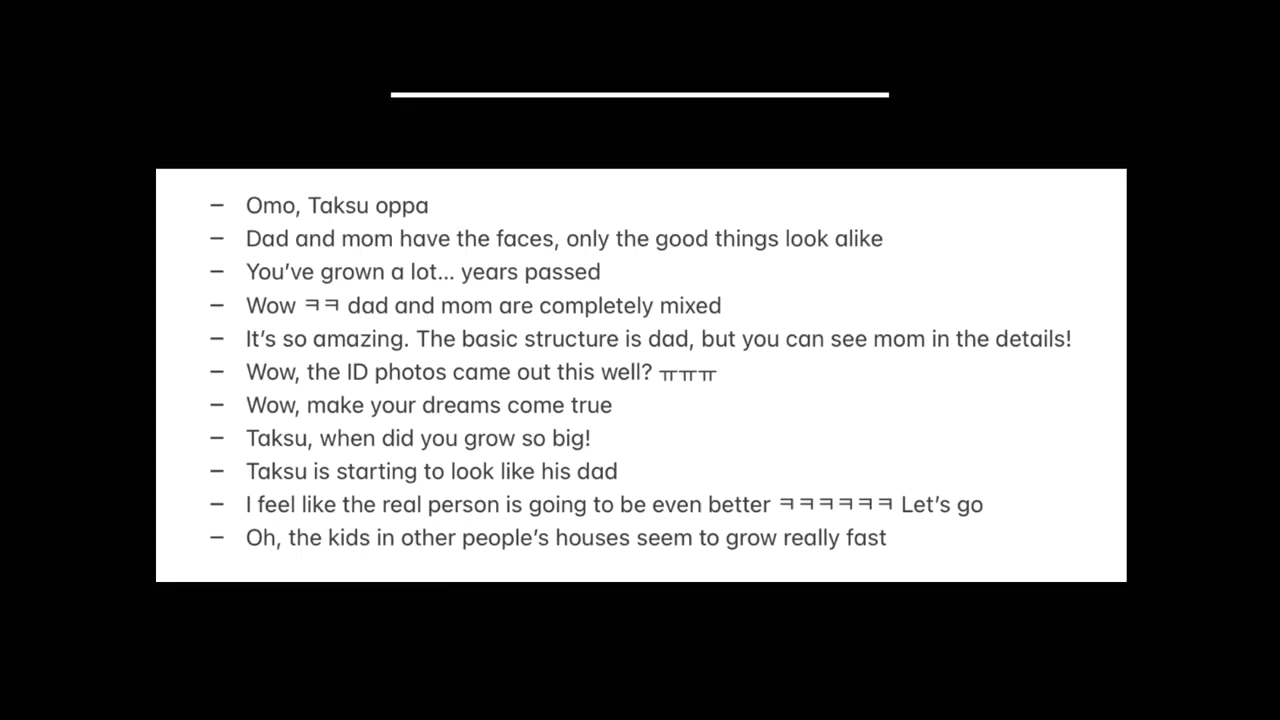 – Omo, Taksu oppa
– Dad and mom have the faces, only the good things look alike
– You’ve grown a lot... years passed
– Wow ㅋㅋ dad and mom are completely mixed
– It’s so amazing. The basic structure is dad, but you can see mom in the details!
– Wow, the ID photos came out this well? ㅠㅠㅠ
– Wow, make your dreams come true
– Taksu, when did you grow so big!
– Taksu is starting to look like his dad
– I feel like the real person is going to be even better ㅋㅋㅋㅋㅋㅋ Let’s go
– Oh, the kids in other people’s houses seem to grow really fast